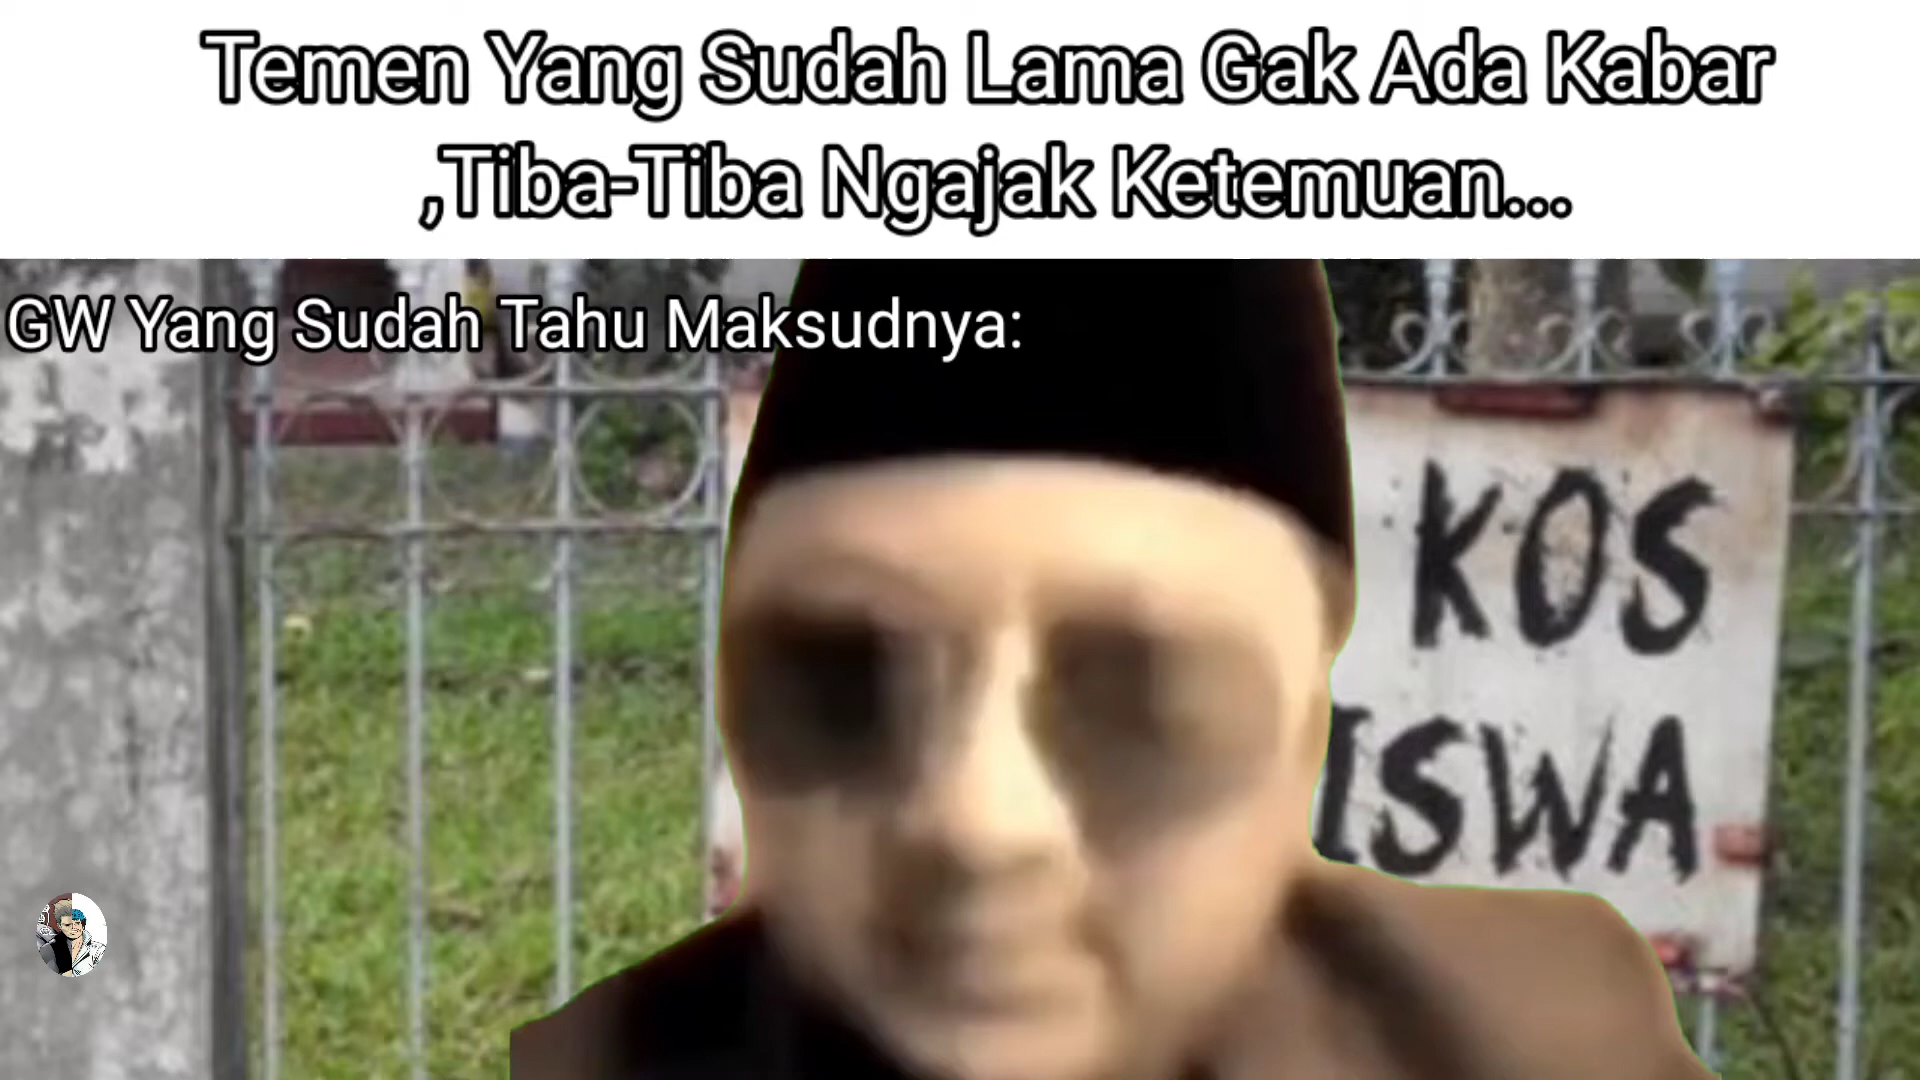 Temen Yang Sudah Lama Gak Ada Kabar
,Tiba-Tiba Ngajak Ketemuan...
GW Yang Sudah Tahu Maksudnya:
KOS
ISWA